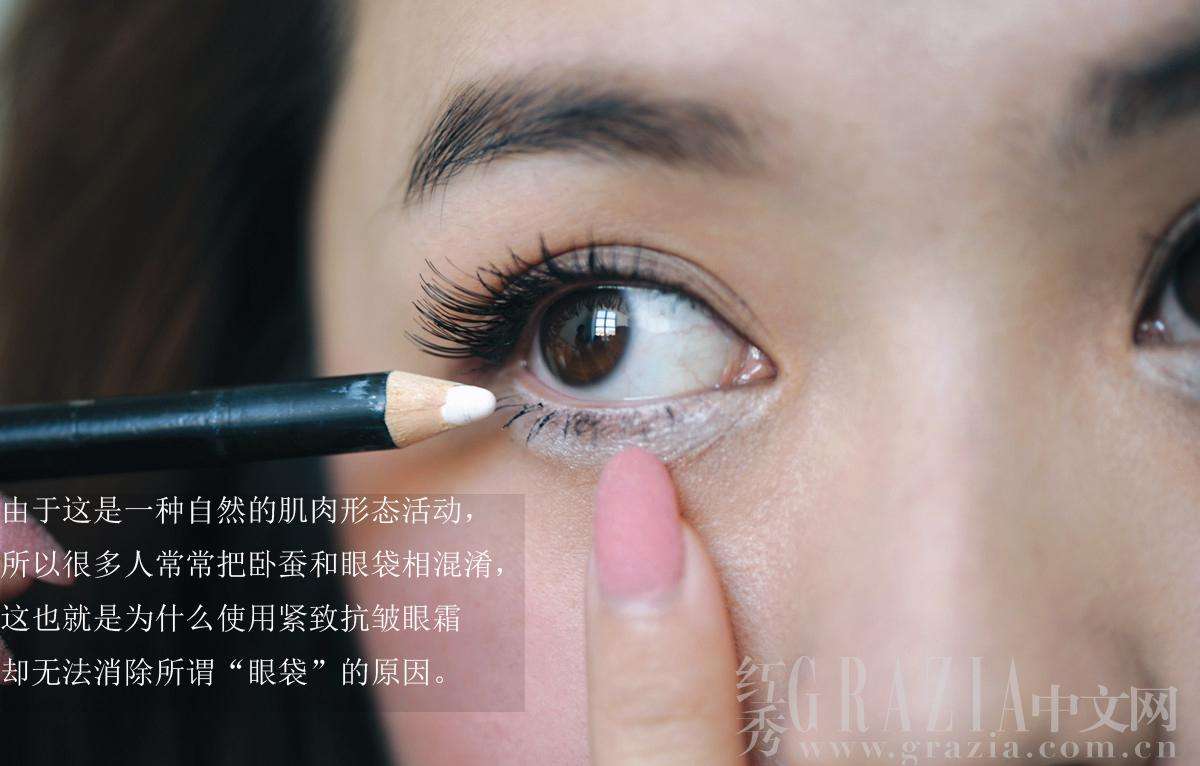 由于这是一种自然的肌肉形态活动，
所以很多人常常把卧蚕和眼袋相混淆，
这也就是为什么使用紧致抗皱眼霜
却无法消除所谓“眼袋”的原因。
红秀GRAZIA中文网
www.grazia.com.cn